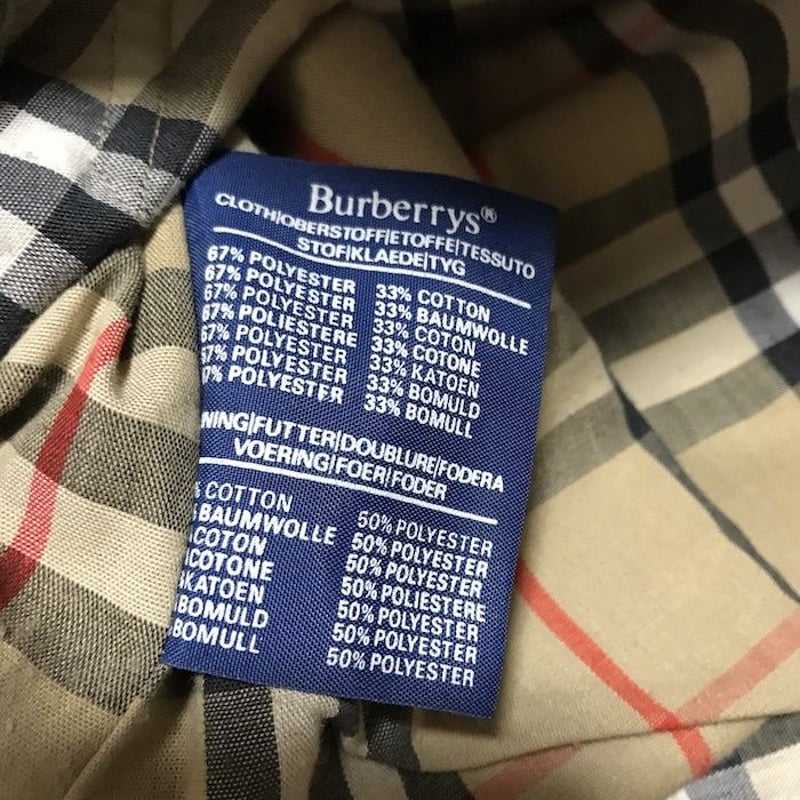 Burberrys®
CLOTH|OBERSTOFF|ETOFFE|TESSUTO
STOF|KLAEDE|TYG
67% POLYESTER 33% COTTON
67% POLYESTER 33% BAUMWOLLE
67% POLYESTER 33% COTON
67% POLIESTERE 33% COTONE
67% POLYESTER 33% KATOEN
67% POLYESTER 33% BOMULD
7% POLYESTER 33% BOMULL
NING|FUTTER|DOUBLURE|FODERA
VOERING|FOER|FODER
% COTTON 50% POLYESTER
BAUMWOLLE 50% POLYESTER
COTON 50% POLYESTER
COTONE 50% POLIESTERE
KATOEN 50% POLYESTER
BOMULD 50% POLYESTER
BOMULL 50% POLYESTER